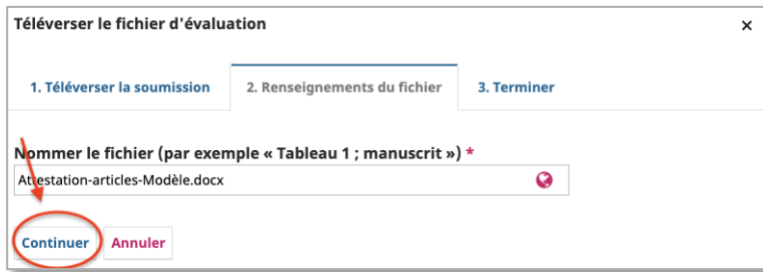 Téléverser le fichier d'évaluation ×
1. Téléverser la soumission 2. Renseignements du fichier 3. Terminer
Nommer le fichier (par exemple « Tableau 1 ; manuscrit ») *
Attestation-articles-Modèle.docx
Continuer Annuler